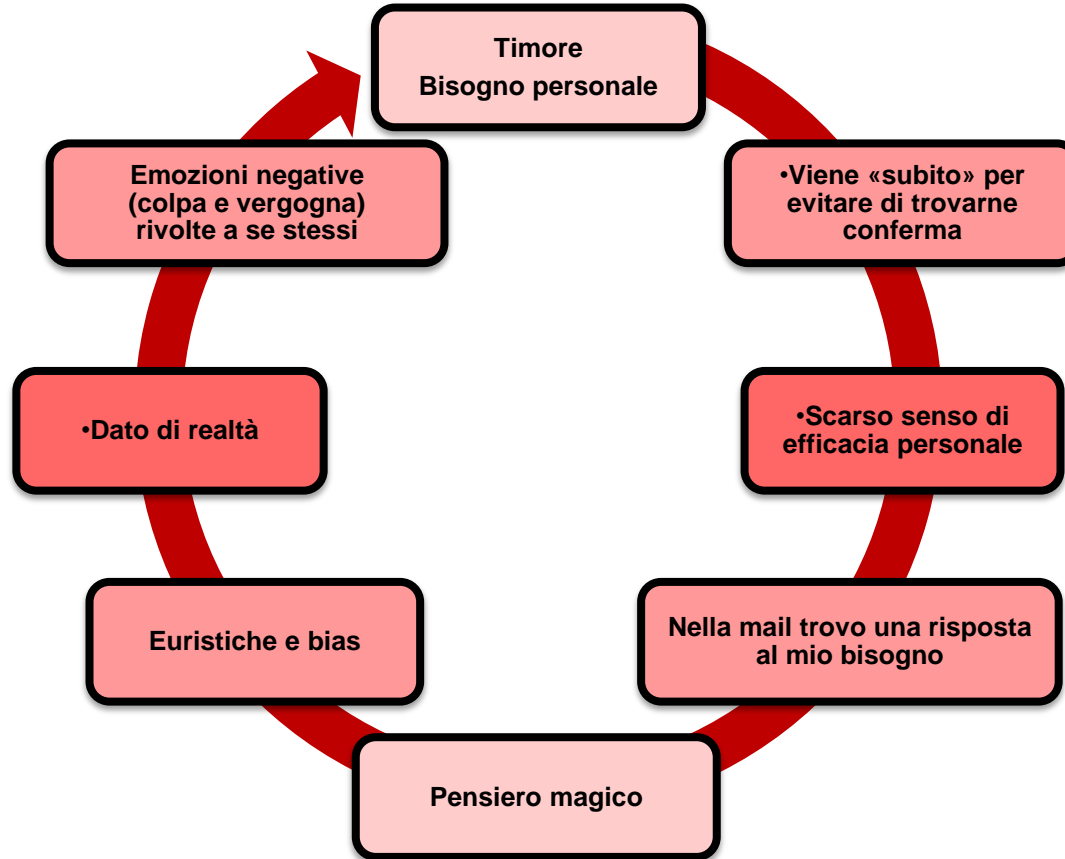 Timore
Bisogno personale
•Viene «subito» per
evitare di trovarne
conferma
•Scarso senso di
efficacia personale
Nella mail trovo una risposta
al mio bisogno
Pensiero magico
Euristiche e bias
•Dato di realtà
Emozioni negative
(colpa e vergogna)
rivolte a se stessi